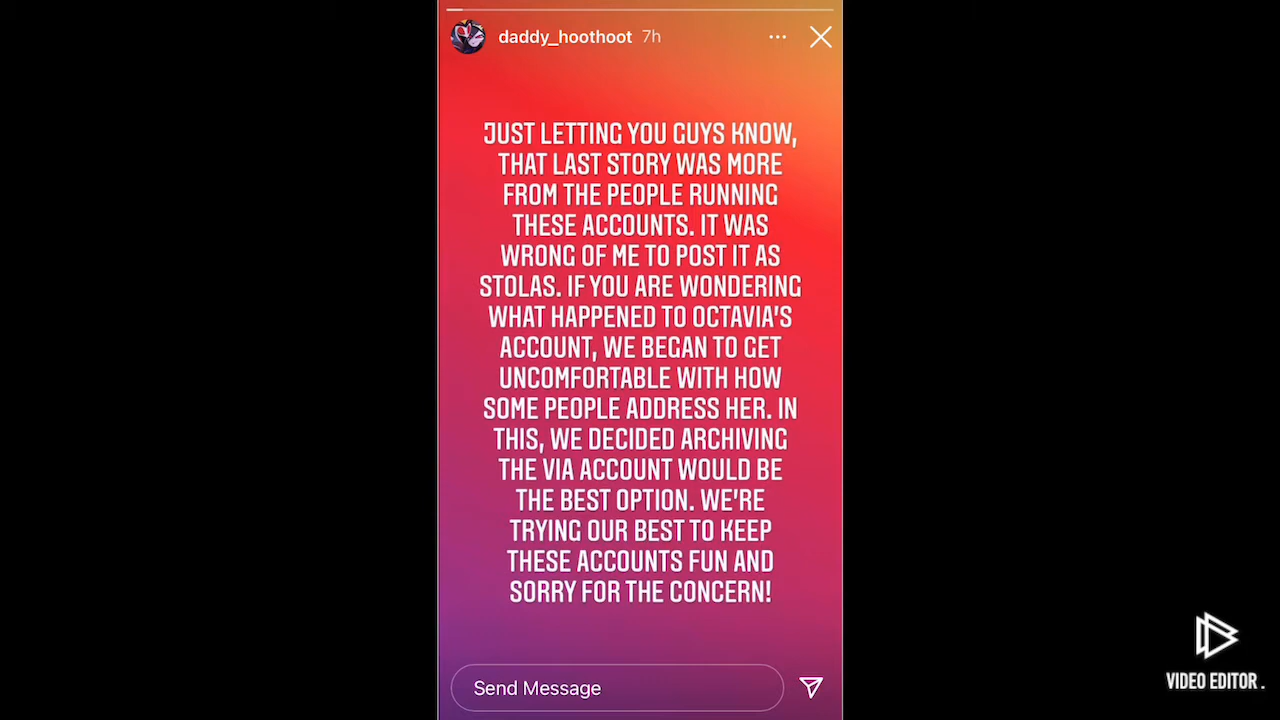 daddy_hoothoot 7h
JUST LETTING YOU GUYS KNOW,
THAT LAST STORY WAS MORE
FROM THE PEOPLE RUNNING
THESE ACCOUNTS. IT WAS
WRONG OF ME TO POST IT AS
STOLAS. IF YOU ARE WONDERING
WHAT HAPPENED TO OCTAVIA'S
ACCOUNT, WE BEGAN TO GET
UNCOMFORTABLE WITH HOW
SOME PEOPLE ADDRESS HER. IN
THIS, WE DECIDED ARCHIVING
THE VIA ACCOUNT WOULD BE
THE BEST OPTION. WE'RE
TRYING OUR BEST TO KEEP
THESE ACCOUNTS FUN AND
SORRY FOR THE CONCERN!
Send Message
VIDEO EDITOR.